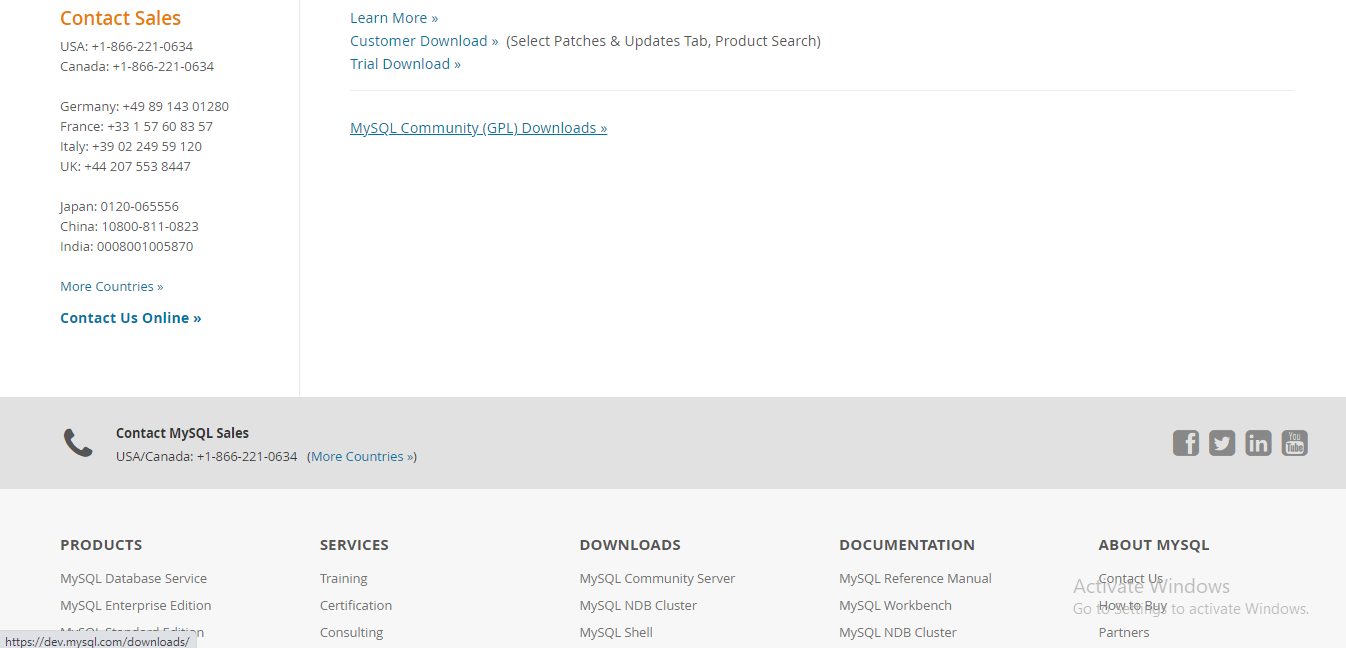 Contact Sales
USA: +1-866-221-0634
Canada: +1-866-221-0634
Germany: +49 89 143 01280
France: +33 1 57 60 83 57
Italy: +39 02 249 59 120
UK: +44 207 553 8447
Japan: 0120-065556
China: 10800-811-0823
India: 0008001005870
More Countries »
Contact Us Online »
Learn More »
Customer Download » (Select Patches & Updates Tab, Product Search)
Trial Download »
MySQL Community (GPL) Downloads »
Contact MySQL Sales
USA/Canada: +1-866-221-0634 (More Countries »)
You
Tube
PRODUCTS
MySQL Database Service
MySQL Enterprise Edition
MySQL Standard Edition
SERVICES
Training
Certification
Consulting
DOWNLOADS
MySQL Community Server
MySQL NDB Cluster
MySQL Shell
DOCUMENTATION
MySQL Reference Manual
MySQL Workbench
MySQL NDB Cluster
ABOUT MYSQL
Contact Us
How to Buy
Partners
Activate Windows
Go to Settings to activate Windows.
https://dev.mysql.com/downloads/